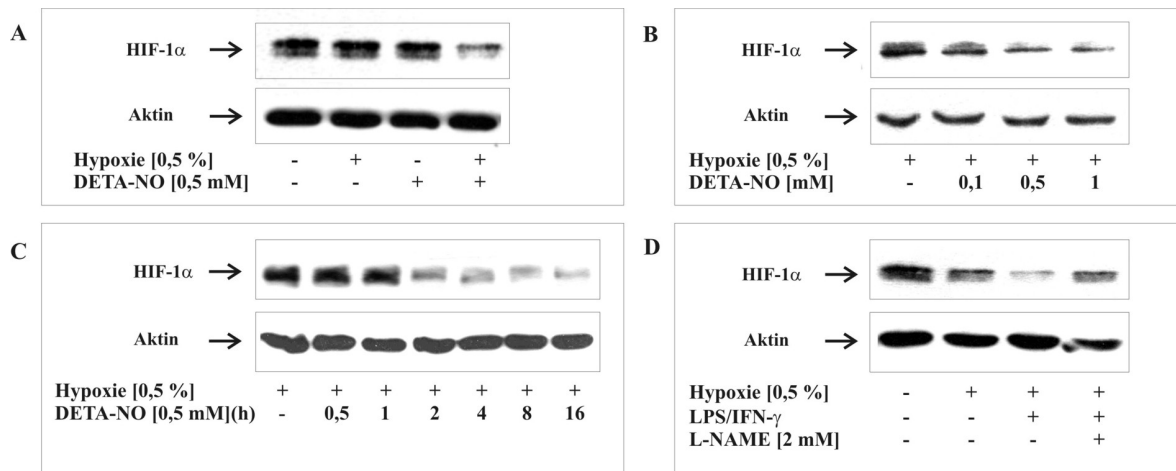 A
HIF-1α
Aktin
Hypoxie [0,5 %] - + - +
DETA-NO [0,5 mM] - - + +
B
HIF-1α
Aktin
Hypoxie [0,5 %] + + + +
DETA-NO [mM] - 0,1 0,5 1
C
HIF-1α
Aktin
Hypoxie [0,5 %] + + + + + + +
DETA-NO [0,5 mM](h) - 0,5 1 2 4 8 16
D
HIF-1α
Aktin
Hypoxie [0,5 %] - + + +
LPS/IFN-γ - - + +
L-NAME [2 mM] - - - +